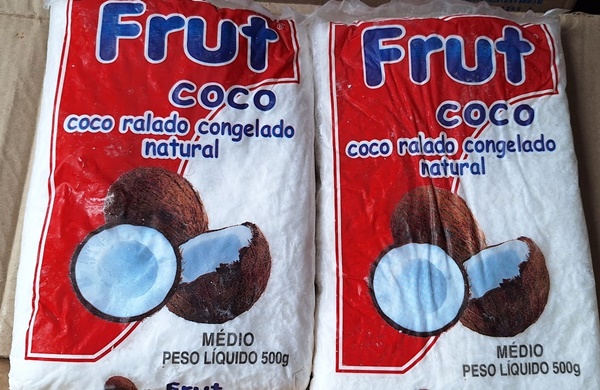 Frut
coco
coco ralado congelado
natural
MÉDIO
PESO LÍQUIDO 500g
Frut
Frut
coco
coco ralado congelado
natural
MÉDIO
PESO LÍQUIDO 500g